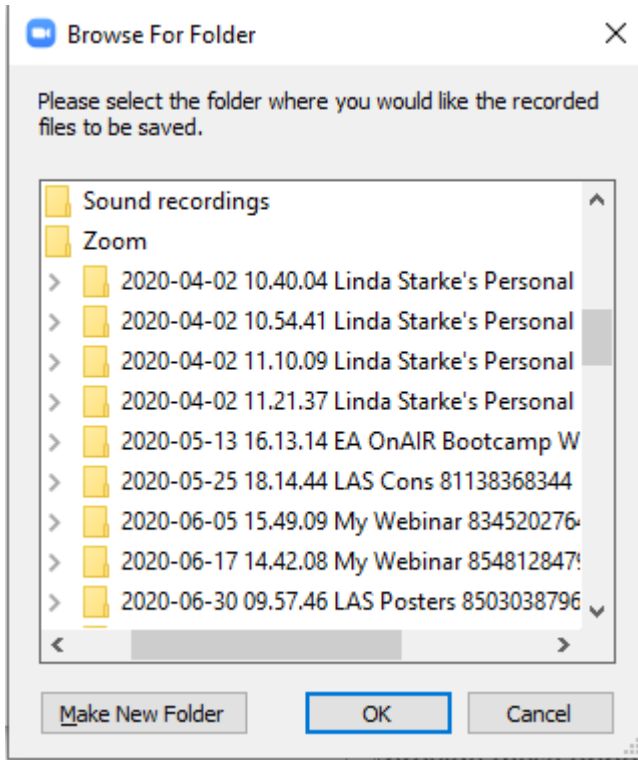 Browse For Folder
Please select the folder where you would like the recorded
files to be saved.
Sound recordings
Zoom
2020-04-02 10.40.04 Linda Starke's Personal
2020-04-02 10.54.41 Linda Starke's Personal
2020-04-02 11.10.09 Linda Starke's Personal
2020-04-02 11.21.37 Linda Starke's Personal
2020-05-13 16.13.14 EA OnAIR Bootcamp W
2020-05-25 18.14.44 LAS Cons 81138368344
2020-06-05 15.49.09 My Webinar 834520276
2020-06-17 14.42.08 My Webinar 854812847
2020-06-30 09.57.46 LAS Posters 8503038796
Make New Folder
OK
Cancel